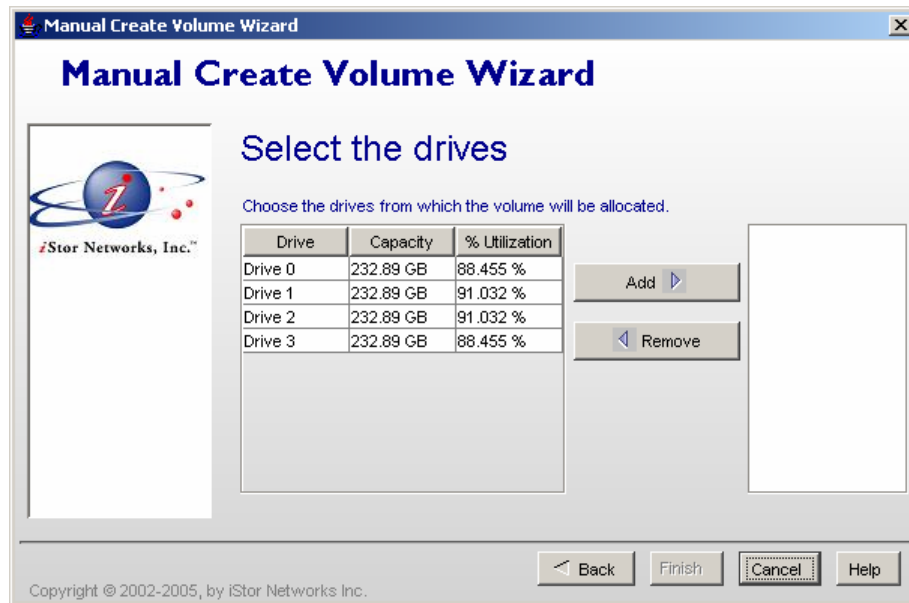 Manual Create Volume Wizard
Manual Create Volume Wizard
Select the drives
Choose the drives from which the volume will be allocated.
iStor Networks, Inc.™
Drive Capacity % Utilization
Drive 0 232.89 GB 88.455 %
Drive 1 232.89 GB 91.032 %
Drive 2 232.89 GB 91.032 %
Drive 3 232.89 GB 88.455 %
Add
Remove
Back Finish Cancel Help
Copyright © 2002-2005, by iStor Networks Inc.